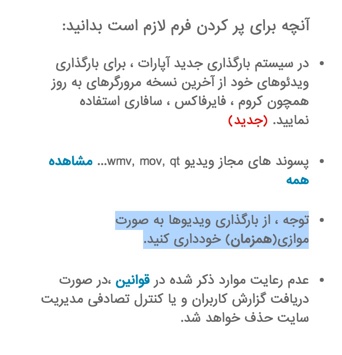 آنچه برای پر کردن فرم لازم است بدانید:
• در سیستم بارگذاری جدید آپارات ، برای بارگذاری
ویدئوهای خود از آخرین نسخه مرورگرهای به روز
همچون کروم ، فایرفاکس ، سافاری استفاده
نمایید. (جدید)
• پسوند های مجاز ویدیو wmv, mov, qt... مشاهده
همه
• توجه ، از بارگذاری ویدیوها به صورت
موازی(همزمان) خودداری کنید.
• عدم رعایت موارد ذکر شده در قوانین ،در صورت
دریافت گزارش کاربران و یا کنترل تصادفی مدیریت
سایت حذف خواهد شد.